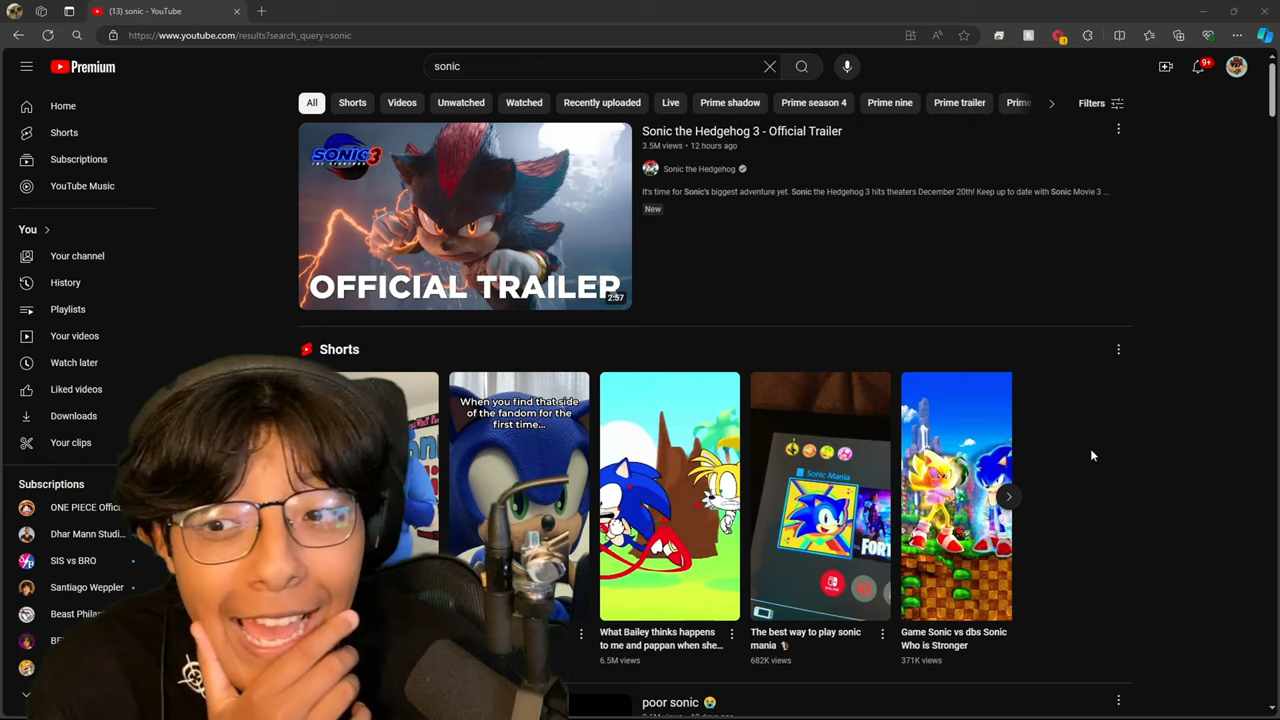 (13) sonic - YouTube
https://www.youtube.com/results?search_query=sonic
Premium
sonic
9+
All
Shorts
Videos
Unwatched
Watched
Recently uploaded
Live
Prime shadow
Prime season 4
Prime nine
Prime trailer
Prime
Filters
Home
Shorts
Subscriptions
YouTube Music
You
Your channel
History
Playlists
Your videos
Watch later
Liked videos
Downloads
Your clips
Subscriptions
ONE PIECE Offici
Dhar Mann Studi...
SIS vs BRO
Santiago Weppler
Beast Philan
BE
SONIC 3
THE HEDGEHOG
OFFICIAL TRAILER
2:57
Sonic the Hedgehog 3 - Official Trailer
3.5M views • 12 hours ago
Sonic the Hedgehog
It's time for Sonic's biggest adventure yet. Sonic the Hedgehog 3 hits theaters December 20th! Keep up to date with Sonic Movie 3 ...
New
Shorts
When you find that side
of the fandom for the
first time...
Sonic Mania
FORT
What Bailey thinks happens
to me and pappan when she...
6.5M views
The best way to play sonic
mania
682K views
Game Sonic vs dbs Sonic
Who is Stronger
371K views
poor sonic 😭